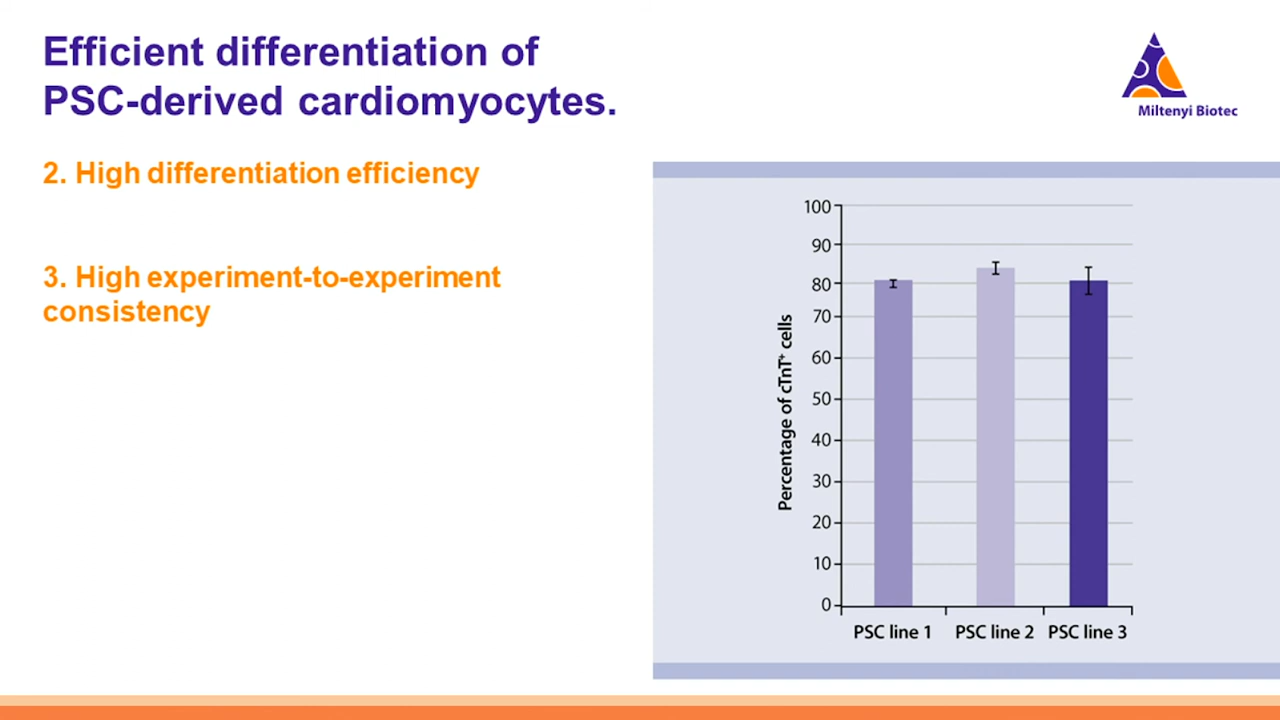 Efficient differentiation of
PSC-derived cardiomyocytes.
Miltenyi Biotec
2. High differentiation efficiency
3. High experiment-to-experiment
consistency
Percentage of cTnT⁺ cells
100
90
80
70
60
50
40
30
20
10
0
PSC line 1 PSC line 2 PSC line 3